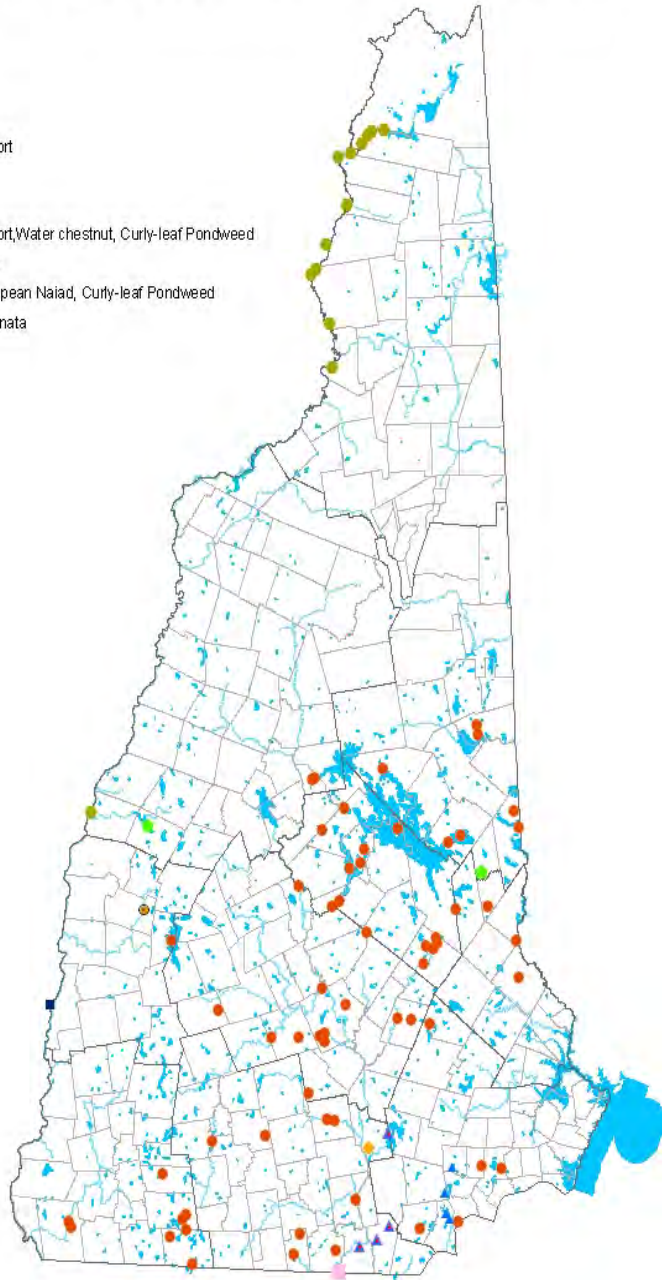 ort
ort,Water chestnut, Curly-leaf Pondweed
pean Naiad, Curly-leaf Pondweed
nata